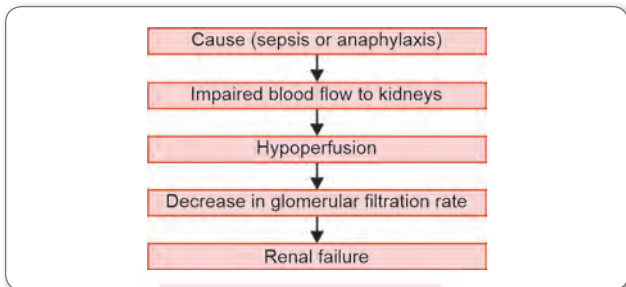 Cause (sepsis or anaphylaxis)
Impaired blood flow to kidneys
Hypoperfusion
Decrease in glomerular filtration rate
Renal failure